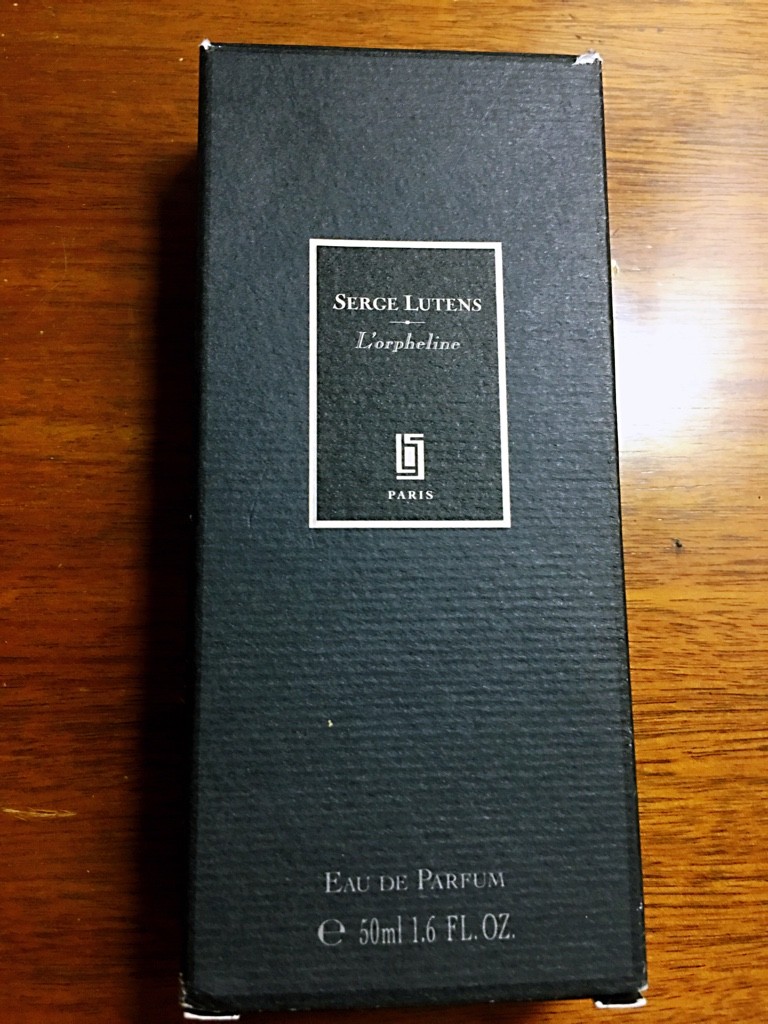 SERGE LUTENS
L'orpheline
PARIS
EAU DE PARFUM
℮ 50ml 1.6 FL. OZ.